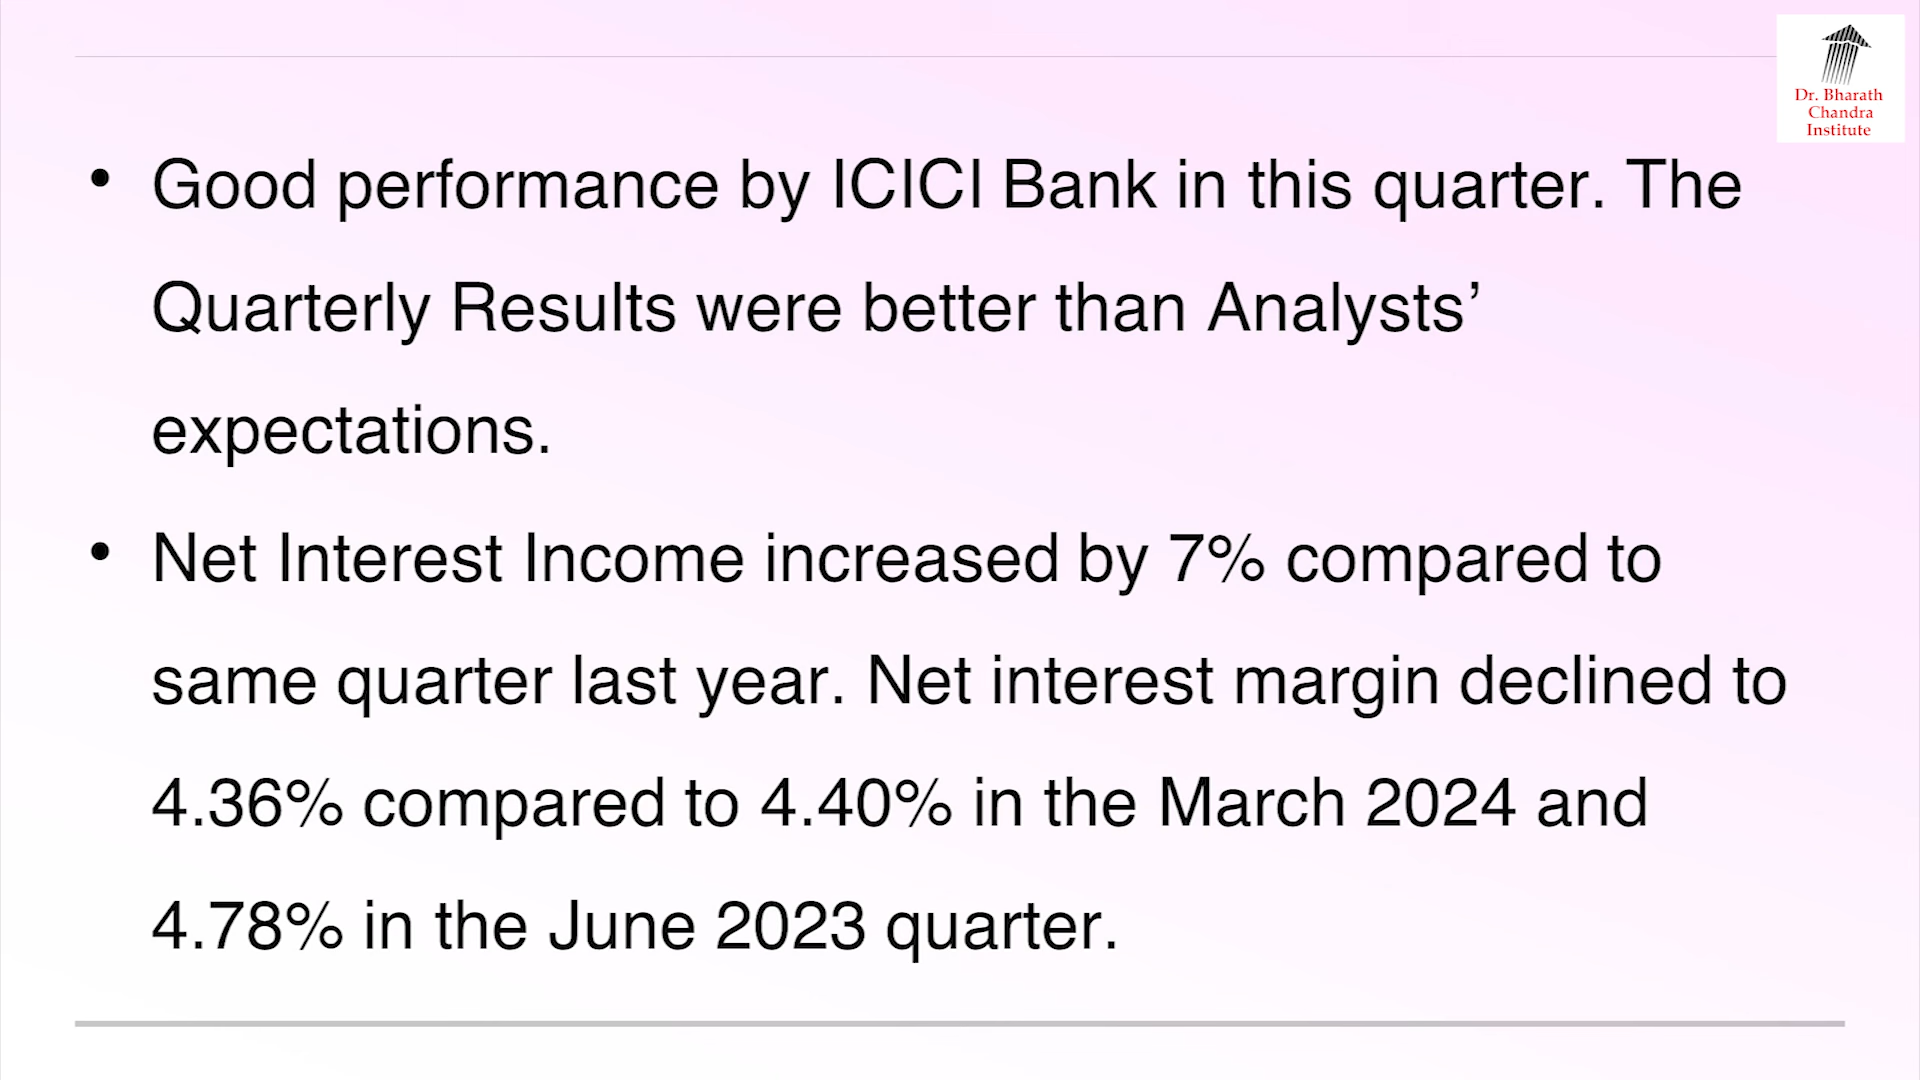 Dr. Bharath
Chandra
Institute
• Good performance by ICICI Bank in this quarter. The
Quarterly Results were better than Analysts’
expectations.
• Net Interest Income increased by 7% compared to
same quarter last year. Net interest margin declined to
4.36% compared to 4.40% in the March 2024 and
4.78% in the June 2023 quarter.